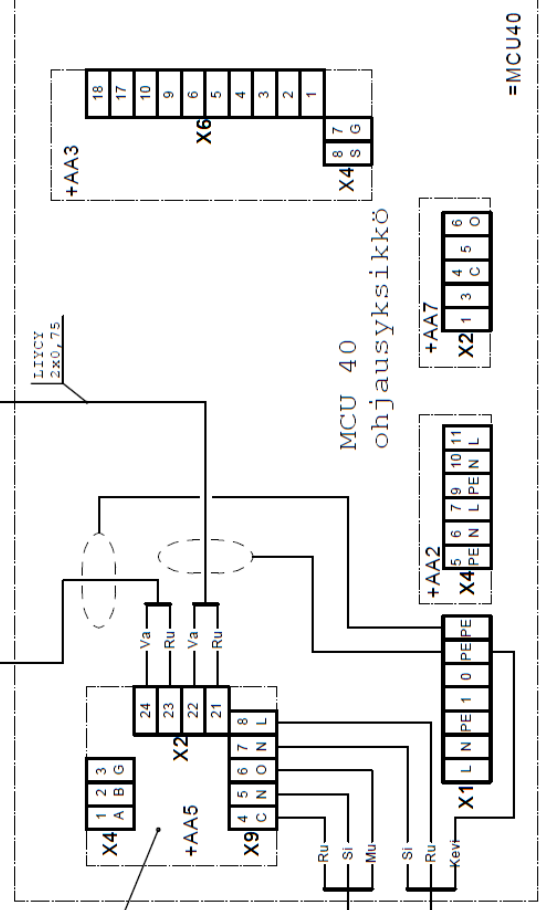 =MCU40
+AA3
18 17 10 9 6 5 4 3 2 1
X6
8 7
S G
X4
LIYCY
2x0,75
MCU 40
ohjausyksikkö
+AA7
1 3 4 5 6
C O
X2
+AA2
5 6 7 9 10 11
PE N L PE N L
X4
Va
Ru
Va
Ru
24
23
22
21
X2
1 2 3
A B G
X4
+AA5
4 5 6 7 8
C N O N L
X9
L N PE 1 0 PE PE
X1
Ru
Si
Mu
Si
Ru
Kevi